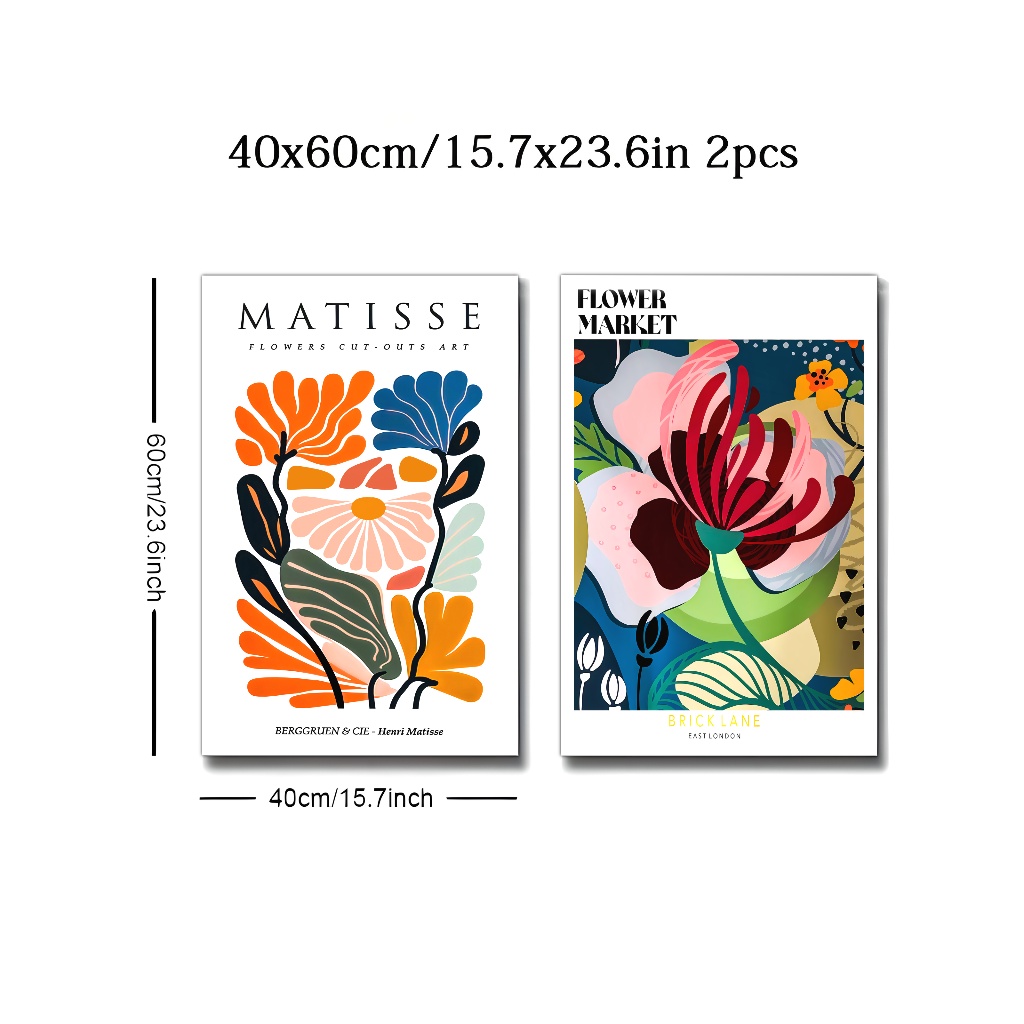 40x60cm/15.7x23.6in 2pcs
60cm/23.6inch
MATISSE
FLOWERS CUT-OUTS ART
BERGGRUEN & CIE - Henri Matisse
FLOWER
MARKET
BRICK LANE
EAST LONDON
40cm/15.7inch